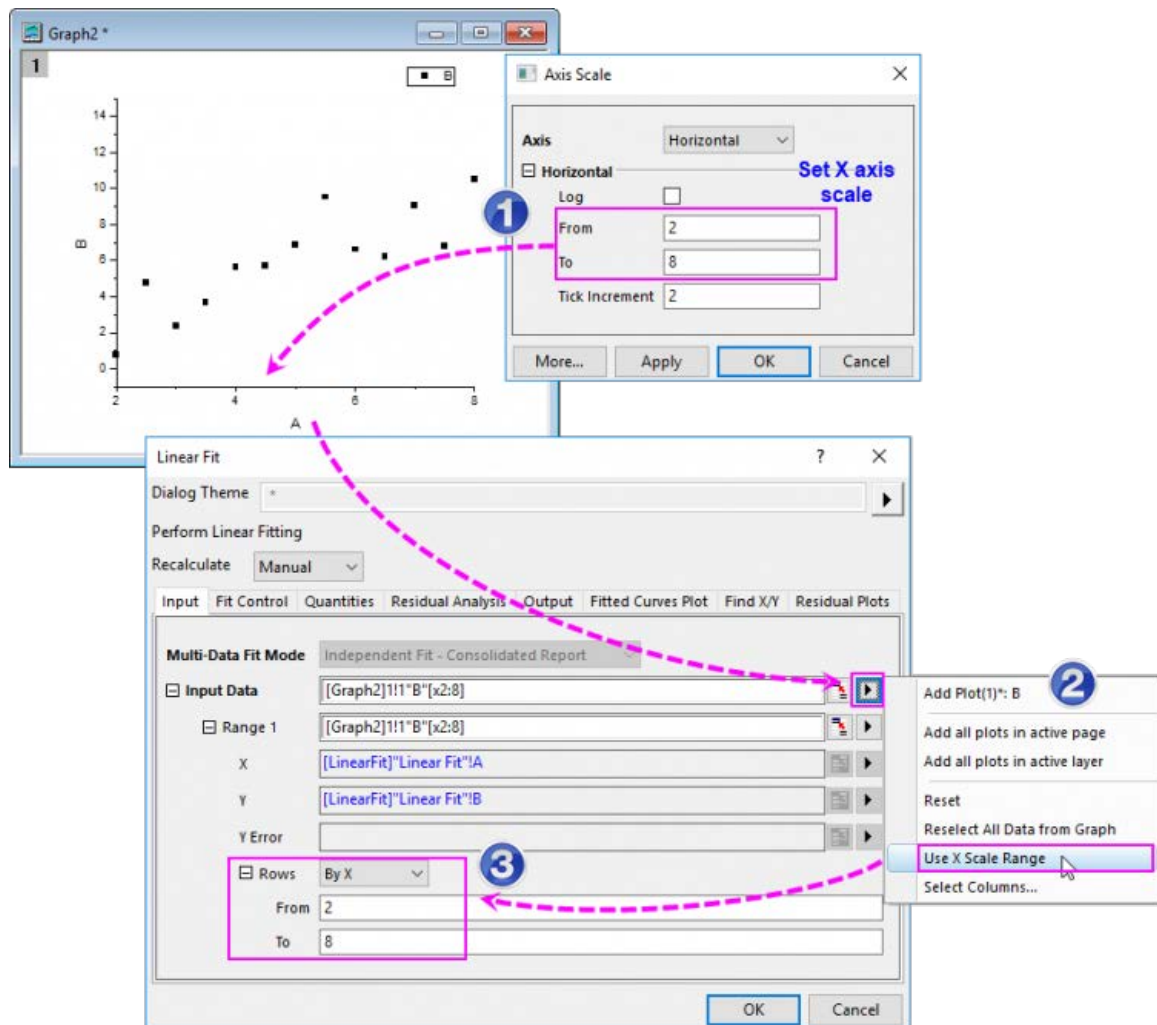 Graph2 *
1
B
14
12
10
8
6
4
2
0
B
2 4 6 8
A
Axis Scale
Axis Horizontal
Horizontal
Set X axis
scale
Log
1
From 2
To 8
Tick Increment 2
More... Apply OK Cancel
Linear Fit ?
Dialog Theme *
Perform Linear Fitting
Recalculate Manual
Input Fit Control Quantities Residual Analysis Output Fitted Curves Plot Find X/Y Residual Plots
Multi-Data Fit Mode Independent Fit - Consolidated Report
Input Data [Graph2]1!1"B"[x2:8]
Range 1 [Graph2]1!1"B"[x2:8]
X [LinearFit]"Linear Fit"!A
Y [LinearFit]"Linear Fit"!B
Y Error
Rows By X
3
From 2
To 8
OK Cancel
Add Plot(1)*: B
2
Add all plots in active page
Add all plots in active layer
Reset
Reselect All Data from Graph
Use X Scale Range
Select Columns...